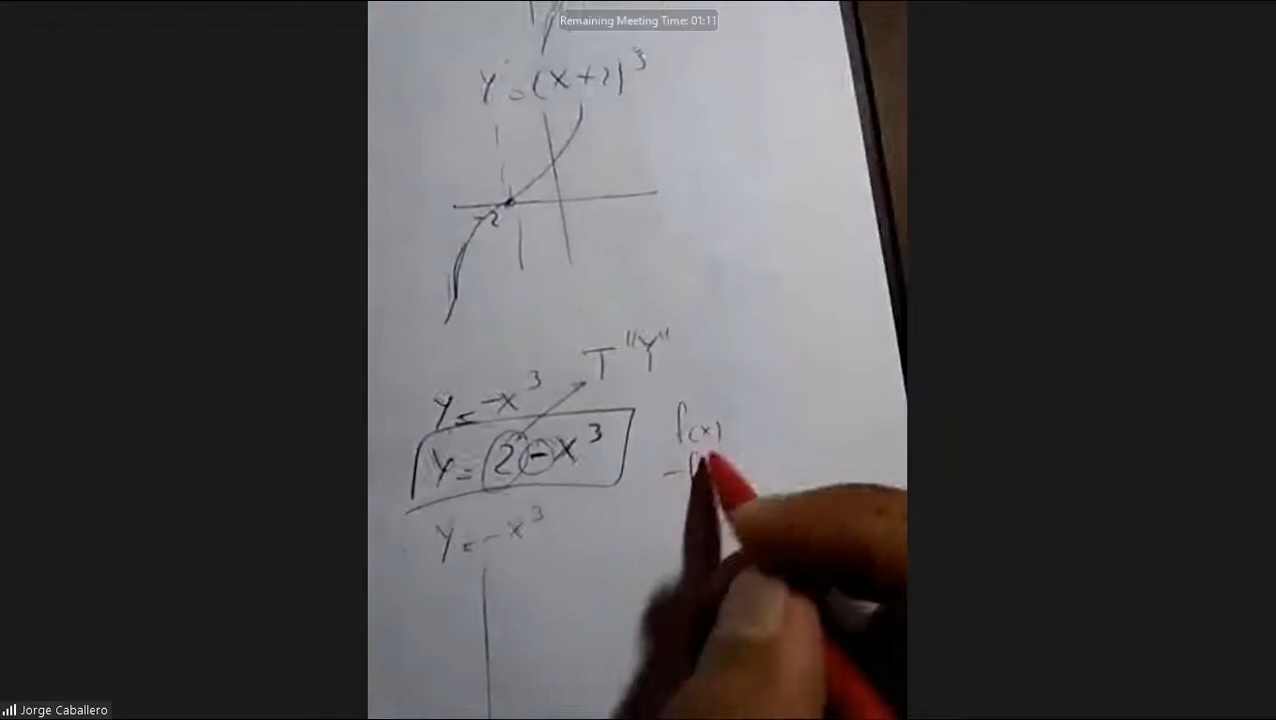 Remaining Meeting Time: 01:11
Y=(X+2)³
-2
T "Y"
Y=-X³
Y=2-X³
f(x)
-f
Y=-X³
Jorge Caballero